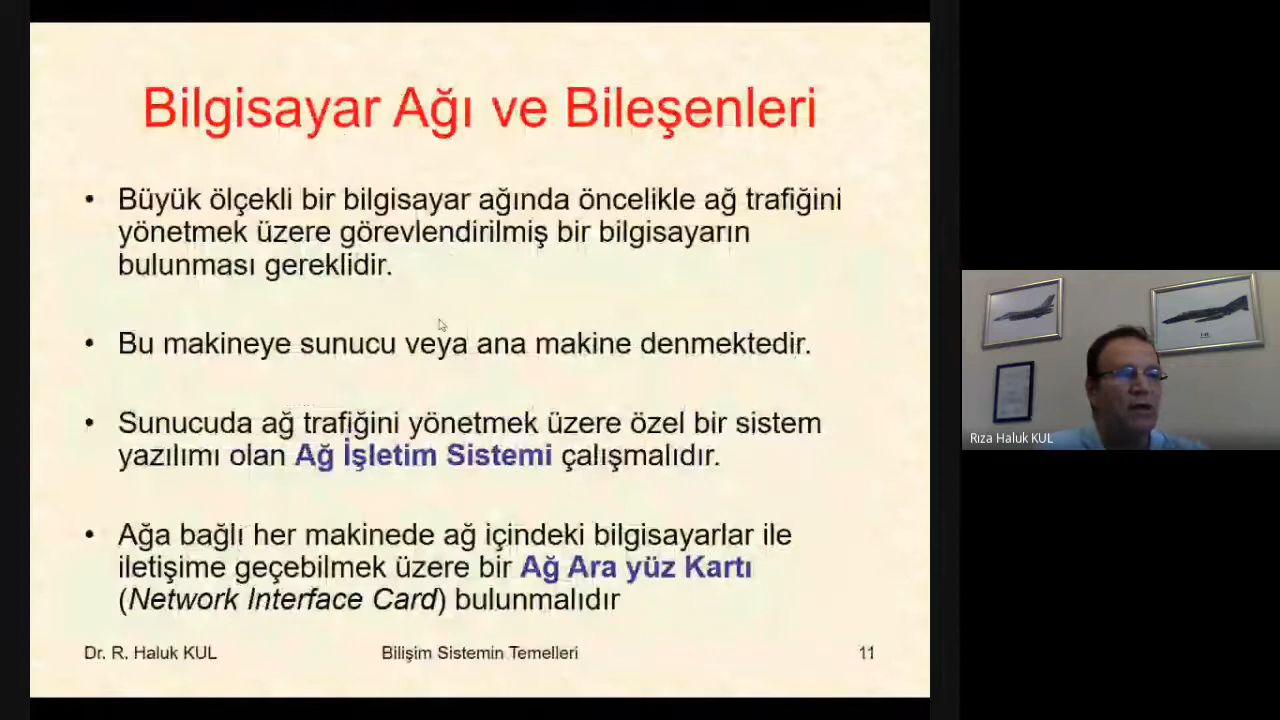 Bilgisayar Ağı ve Bileşenleri
• Büyük ölçekli bir bilgisayar ağında öncelikle ağ trafiğini
yönetmek üzere görevlendirilmiş bir bilgisayarın
bulunması gereklidir.
• Bu makineye sunucu veya ana makine denmektedir.
• Sunucuda ağ trafiğini yönetmek üzere özel bir sistem
yazılımı olan Ağ İşletim Sistemi çalışmalıdır.
• Ağa bağlı her makinede ağ içindeki bilgisayarlar ile
iletişime geçebilmek üzere bir Ağ Ara yüz Kartı
(Network Interface Card) bulunmalıdır
Dr. R. Haluk KUL
Bilişim Sistemin Temelleri
11
Rıza Haluk KUL